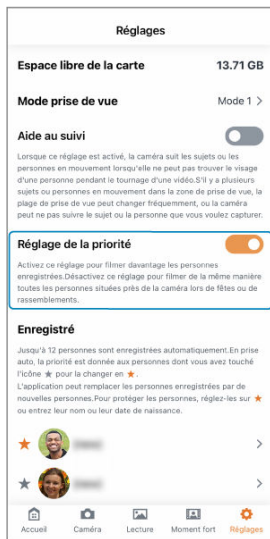 Réglages
Espace libre de la carte 13.71 GB
Mode prise de vue Mode 1 >
Aide au suivi
Lorsque ce réglage est activé, la caméra suit les sujets ou les
personnes en mouvement lorsqu'elle ne peut pas trouver le visage
d'une personne pendant le tournage d'une vidéo.S'il y a plusieurs
sujets ou personnes en mouvement dans la zone de prise de vue, la
plage de prise de vue peut changer fréquemment, ou la caméra
peut ne pas suivre le sujet ou la personne que vous voulez capturer.
Réglage de la priorité
Activez ce réglage pour filmer davantage les personnes
enregistrées.Désactivez ce réglage pour filmer de la même manière
toutes les personnes situées près de la caméra lors de fêtes ou de
rassemblements.
Enregistré
Jusqu'à 12 personnes sont enregistrées automatiquement.En prise
auto, la priorité est donnée aux personnes dont vous avez touché
l'icône ★ pour la changer en ★.
L'application peut remplacer les personnes enregistrées par de
nouvelles personnes.Pour protéger les personnes, réglez-les sur ★
ou entrez leur nom ou leur date de naissance.
Accueil Caméra Lecture Moment fort Réglages